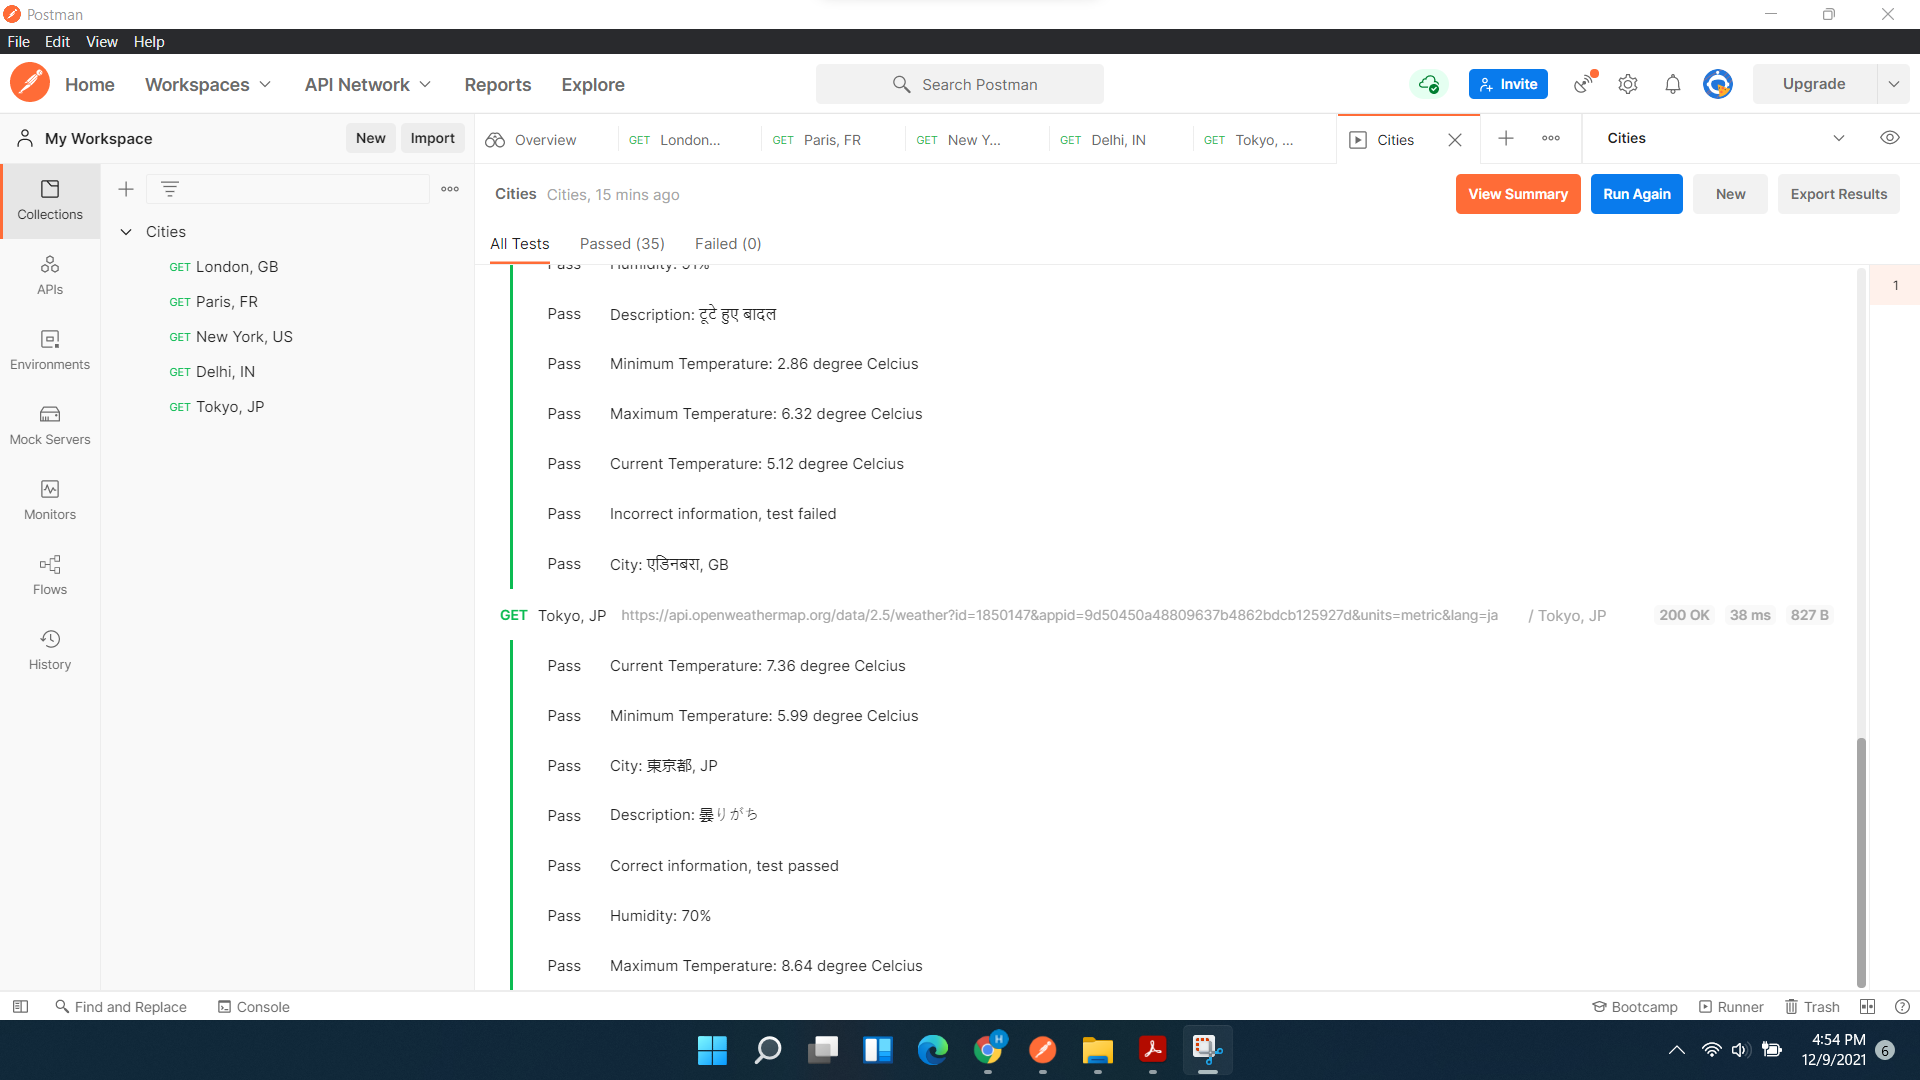 Postman
File Edit View Help
Home Workspaces API Network Reports Explore
Search Postman
Invite
Upgrade
My Workspace
New Import
Overview
GET London...
GET Paris, FR
GET New Y...
GET Delhi, IN
GET Tokyo, ...
Cities
Cities
Collections
APIs
Environments
Mock Servers
Monitors
Flows
History
Cities
GET London, GB
GET Paris, FR
GET New York, US
GET Delhi, IN
GET Tokyo, JP
Cities Cities, 15 mins ago
View Summary Run Again New Export Results
All Tests Passed (35) Failed (0)
1
Pass Humidity: 91%
Pass Description: टूटे हुए बादल
Pass Minimum Temperature: 2.86 degree Celcius
Pass Maximum Temperature: 6.32 degree Celcius
Pass Current Temperature: 5.12 degree Celcius
Pass Incorrect information, test failed
Pass City: एडिनबरा, GB
GET Tokyo, JP https://api.openweathermap.org/data/2.5/weather?id=1850147&appid=9d50450a48809637b4862bdcb125927d&units=metric&lang=ja / Tokyo, JP 200 OK 38 ms 827 B
Pass Current Temperature: 7.36 degree Celcius
Pass Minimum Temperature: 5.99 degree Celcius
Pass City: 東京都, JP
Pass Description: 曇りがち
Pass Correct information, test passed
Pass Humidity: 70%
Pass Maximum Temperature: 8.64 degree Celcius
Find and Replace Console
Bootcamp Runner Trash
H
4:54 PM
12/9/2021
6